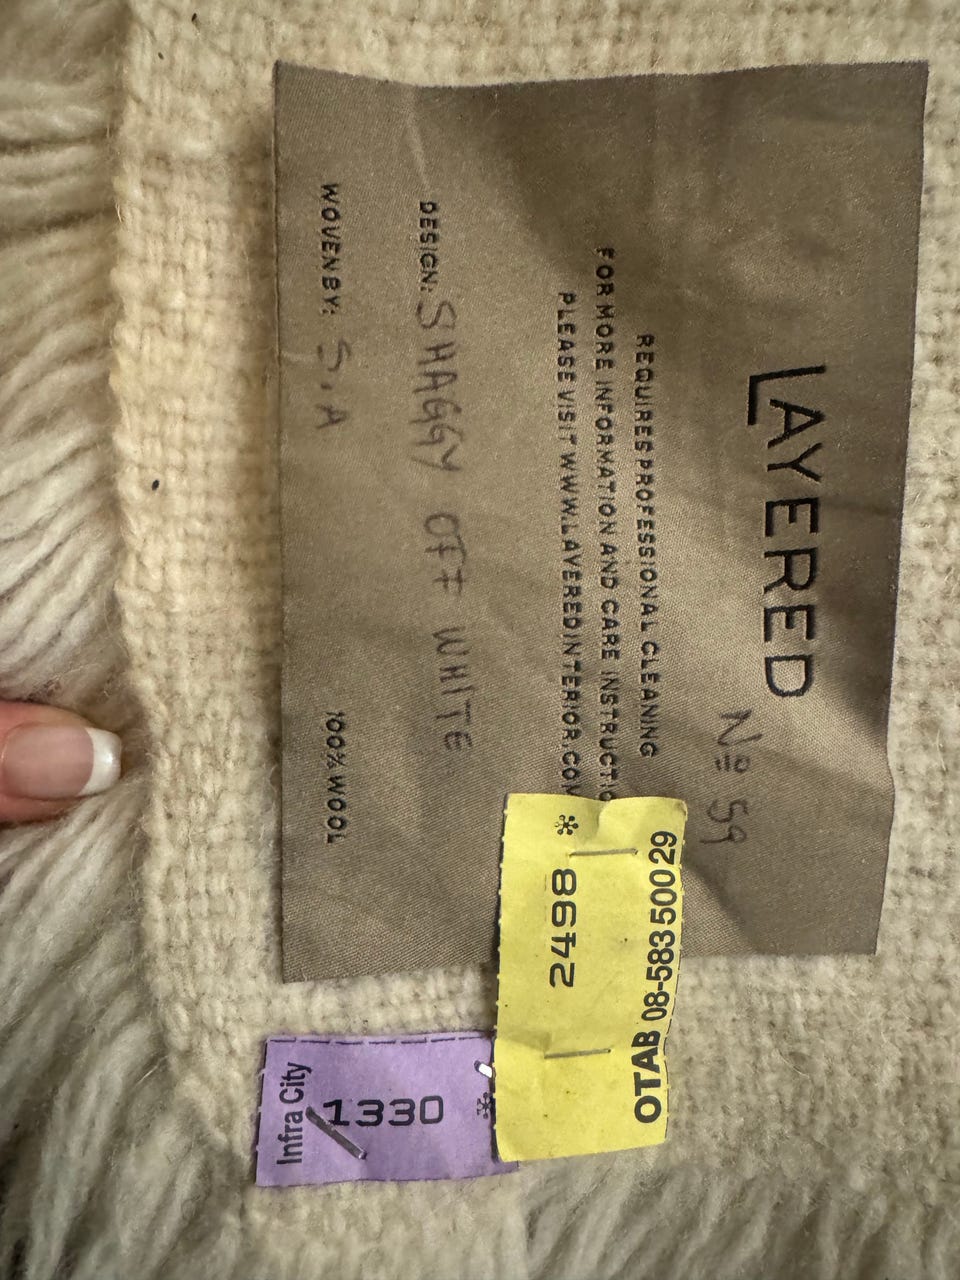 LAYERED
Nº 59
REQUIRES PROFESSIONAL CLEANING
FOR MORE INFORMATION AND CARE INSTRUCTIO
PLEASE VISIT WWW.LAYEREDINTERIOR.COM
DESIGN: SHAGGY OFF WHITE
WOVEN BY: S.A 100% WOOL
2498 *
OTAB 08-583 500 29
Infra City
1330 *